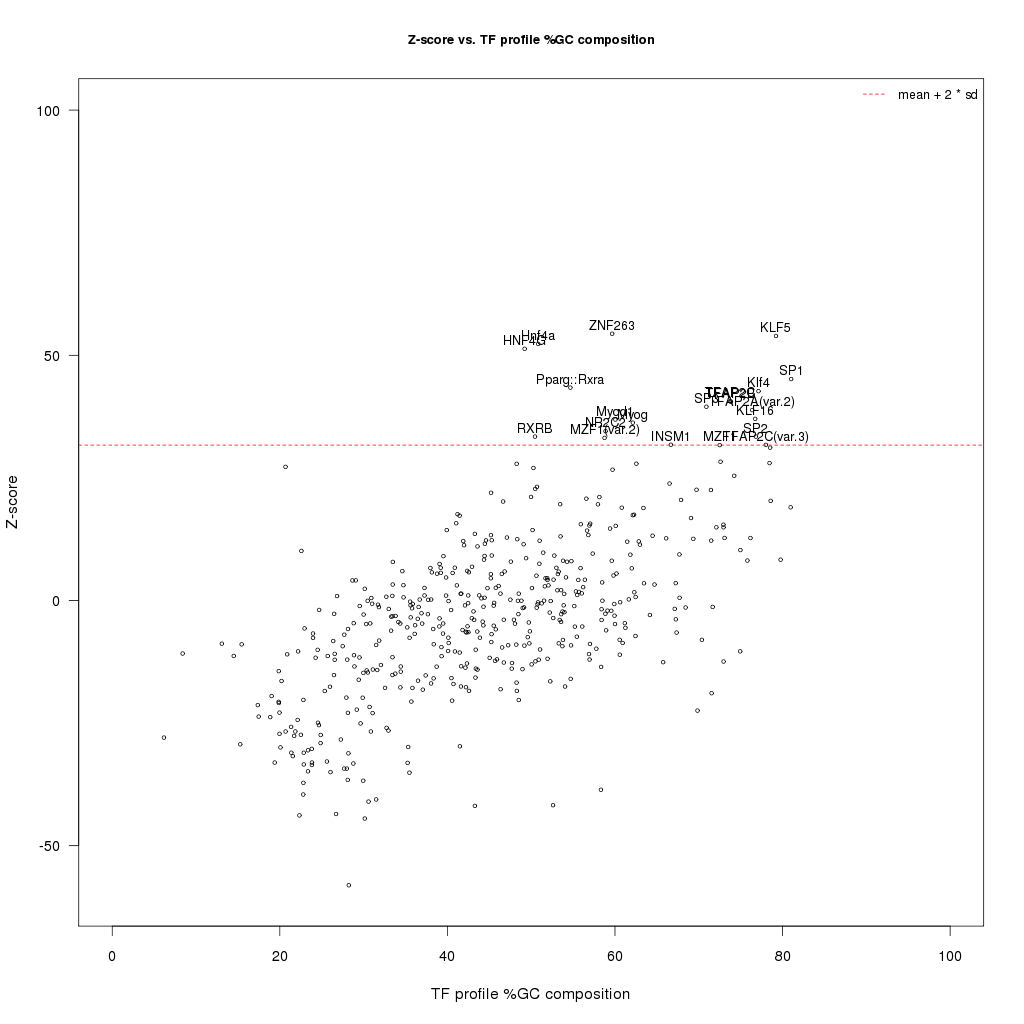 Z-score vs. TF profile %GC composition
mean + 2 * sd
100
50
0
-50
Z-score
ZNF263
KLF5
Hnf4a
HNF4G
SP1
Pparg::Rxra
Klf4
TFAP2A(var.2)
KLF16
Myod1
Myog
NR2C2
RXRB
MZF1(var.2)
SP2
INSM1
MZF1
TFAP2C(var.3)
0
20
40
60
80
100
TF profile %GC composition